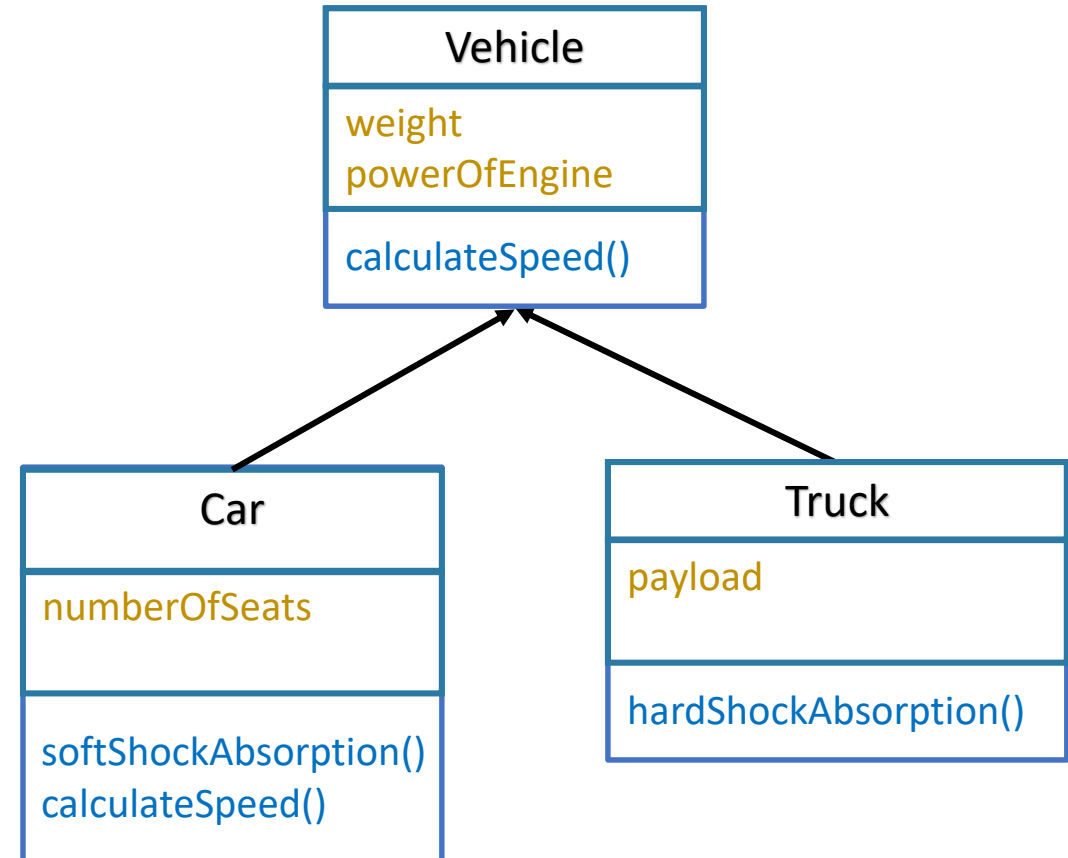 Vehicle
weight
powerOfEngine
calculateSpeed()
Car
numberOfSeats
softShockAbsorption()
calculateSpeed()
Truck
payload
hardShockAbsorption()